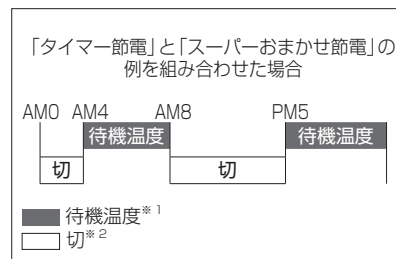 「タイマー節電」と「スーパーおまかせ節電」の
例を組み合わせた場合
AM0 AM4 AM8 PM5
待機温度 待機温度
切 切
待機温度※1
切※2